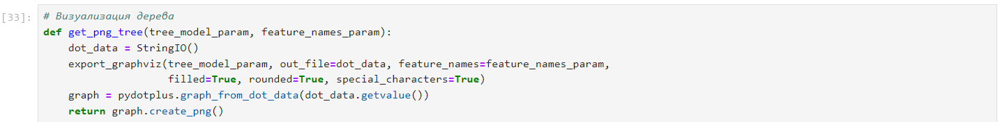 [33]:
# Визуализация дерева
def get_png_tree(tree_model_param, feature_names_param):
    dot_data = StringIO()
    export_graphviz(tree_model_param, out_file=dot_data, feature_names=feature_names_param,
                    filled=True, rounded=True, special_characters=True)
    graph = pydotplus.graph_from_dot_data(dot_data.getvalue())
    return graph.create_png()